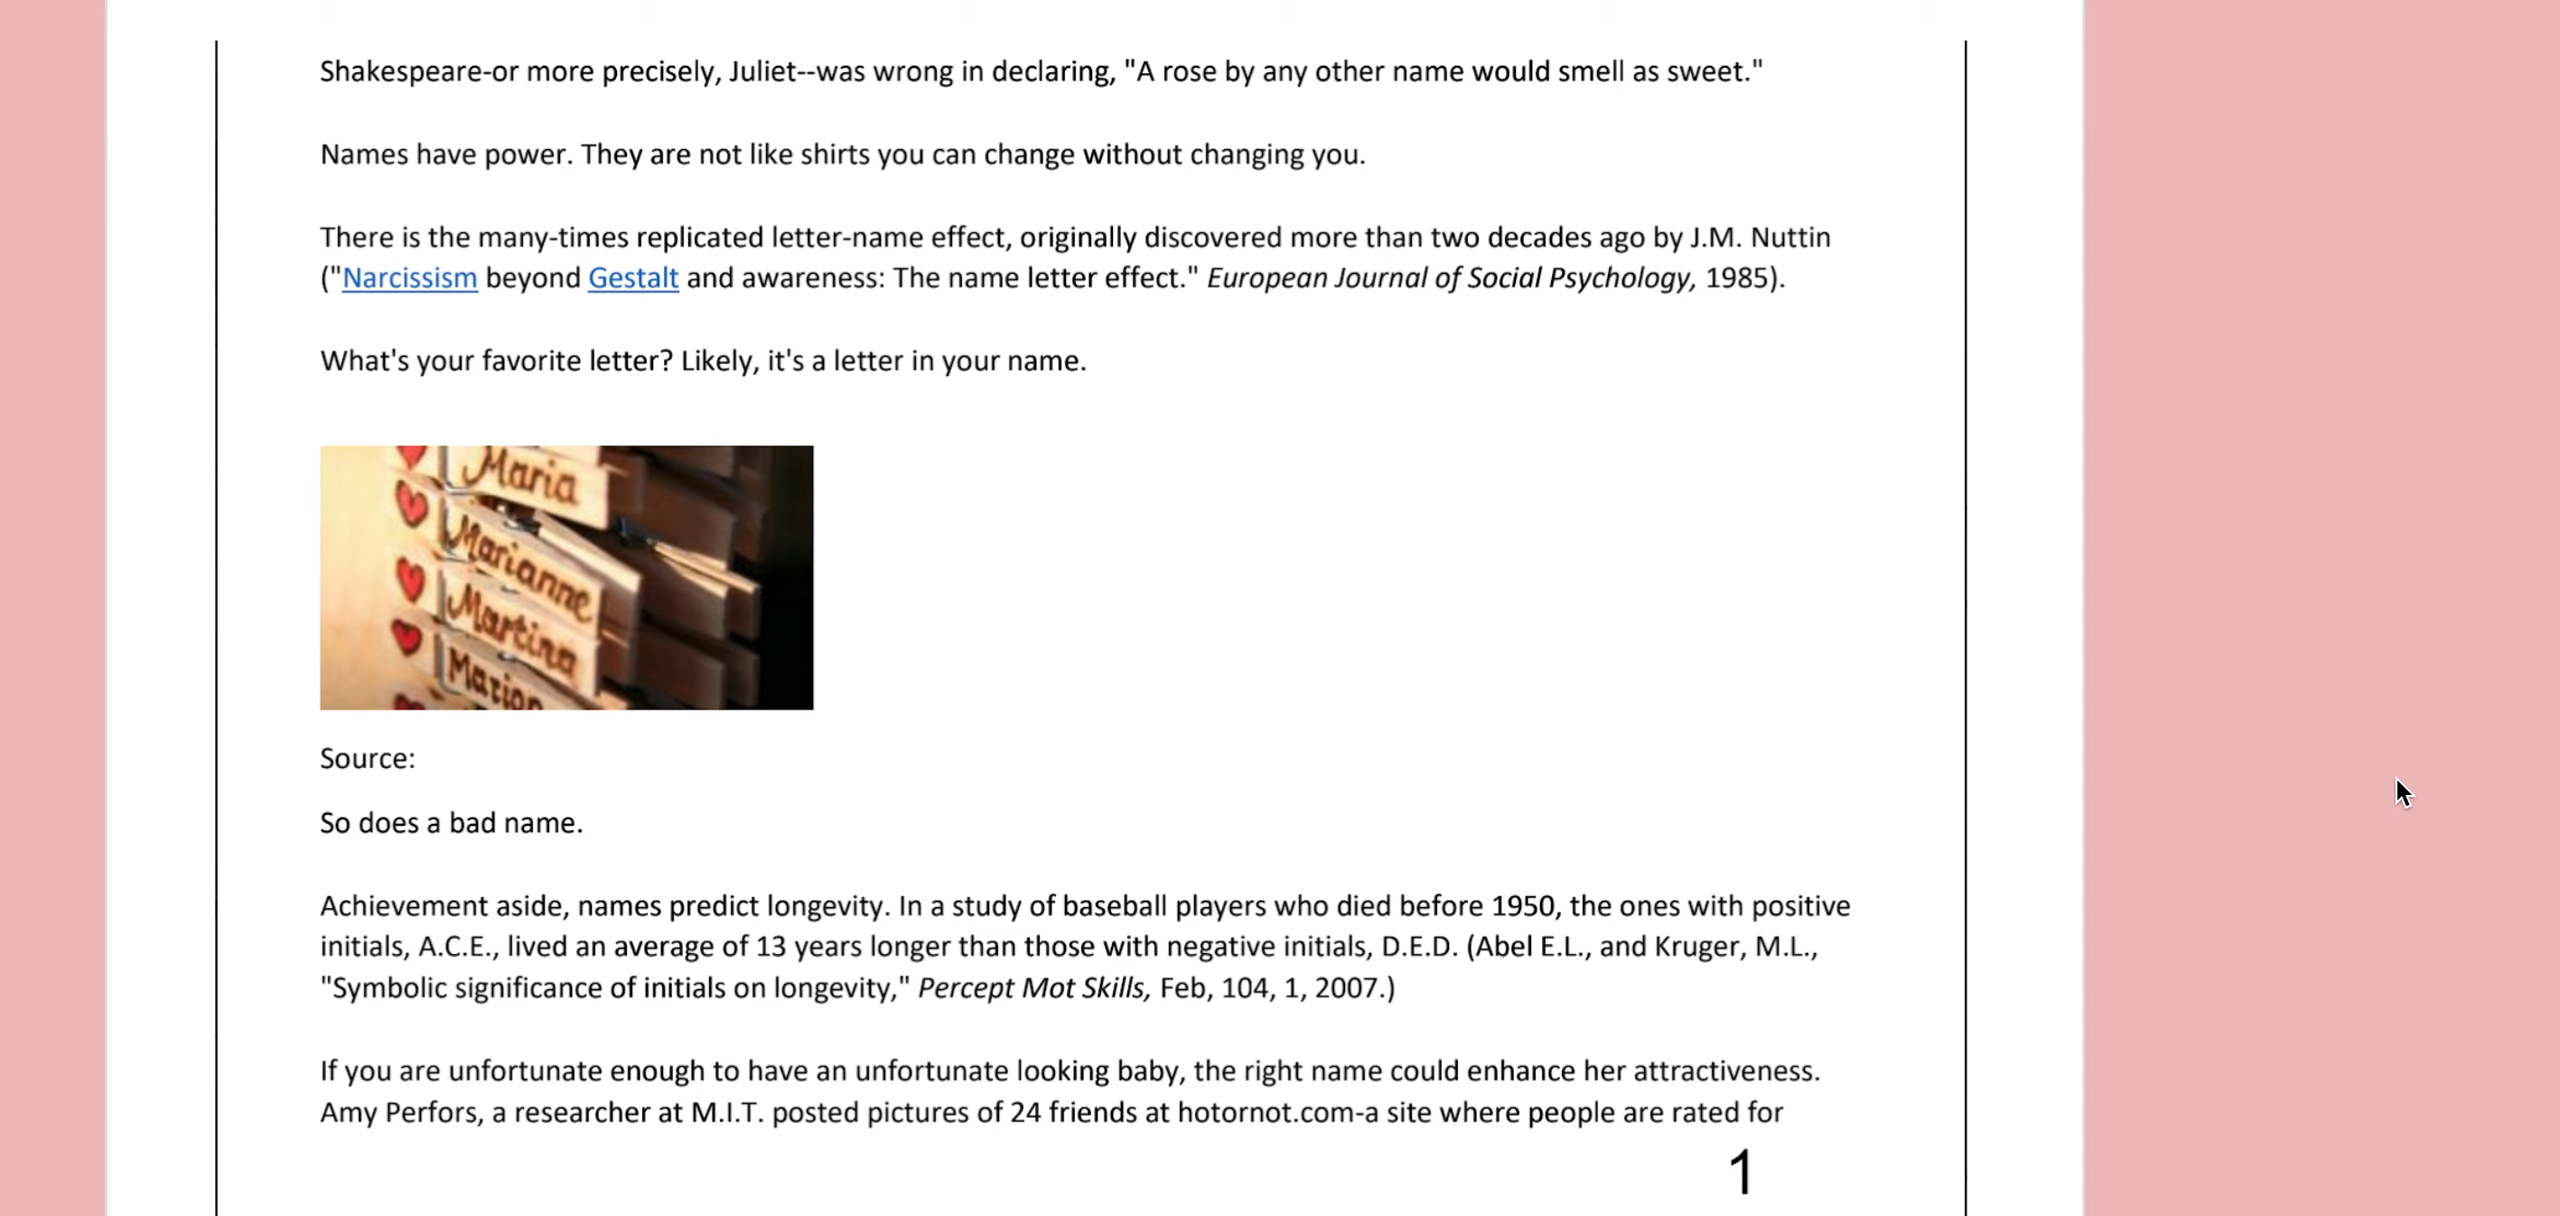 Shakespeare-or more precisely, Juliet--was wrong in declaring, "A rose by any other name would smell as sweet."
Names have power. They are not like shirts you can change without changing you.
There is the many-times replicated letter-name effect, originally discovered more than two decades ago by J.M. Nuttin
("Narcissism beyond Gestalt and awareness: The name letter effect." European Journal of Social Psychology, 1985).
What's your favorite letter? Likely, it's a letter in your name.
Maria
Marianne
Martina
Marion
Source:
So does a bad name.
Achievement aside, names predict longevity. In a study of baseball players who died before 1950, the ones with positive
initials, A.C.E., lived an average of 13 years longer than those with negative initials, D.E.D. (Abel E.L., and Kruger, M.L.,
"Symbolic significance of initials on longevity," Percept Mot Skills, Feb, 104, 1, 2007.)
If you are unfortunate enough to have an unfortunate looking baby, the right name could enhance her attractiveness.
Amy Perfors, a researcher at M.I.T. posted pictures of 24 friends at hotornot.com-a site where people are rated for
1